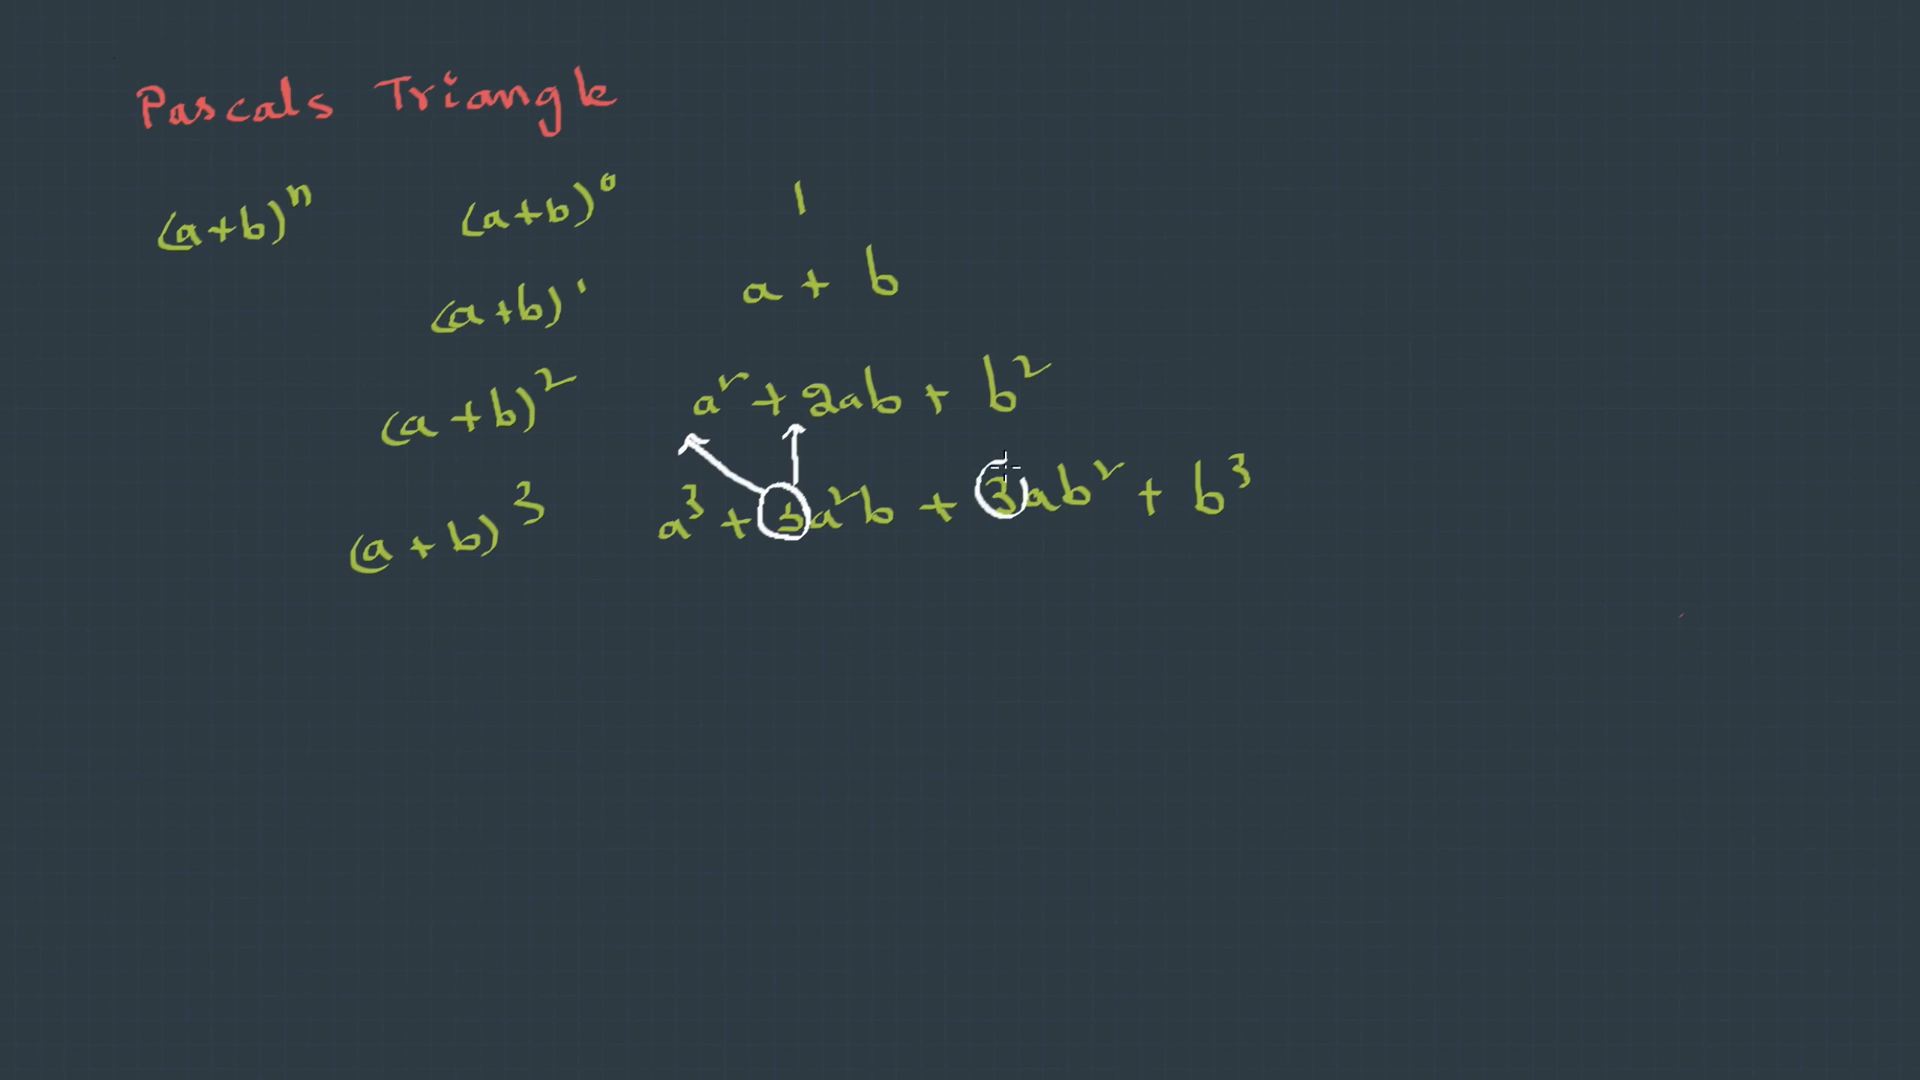 Pascals Triangle
(a+b)ⁿ (a+b)⁰ 1
(a+b)¹ a + b
(a+b)² a² + 2ab + b²
(a+b)³ a³ + 3a²b + 3ab² + b³